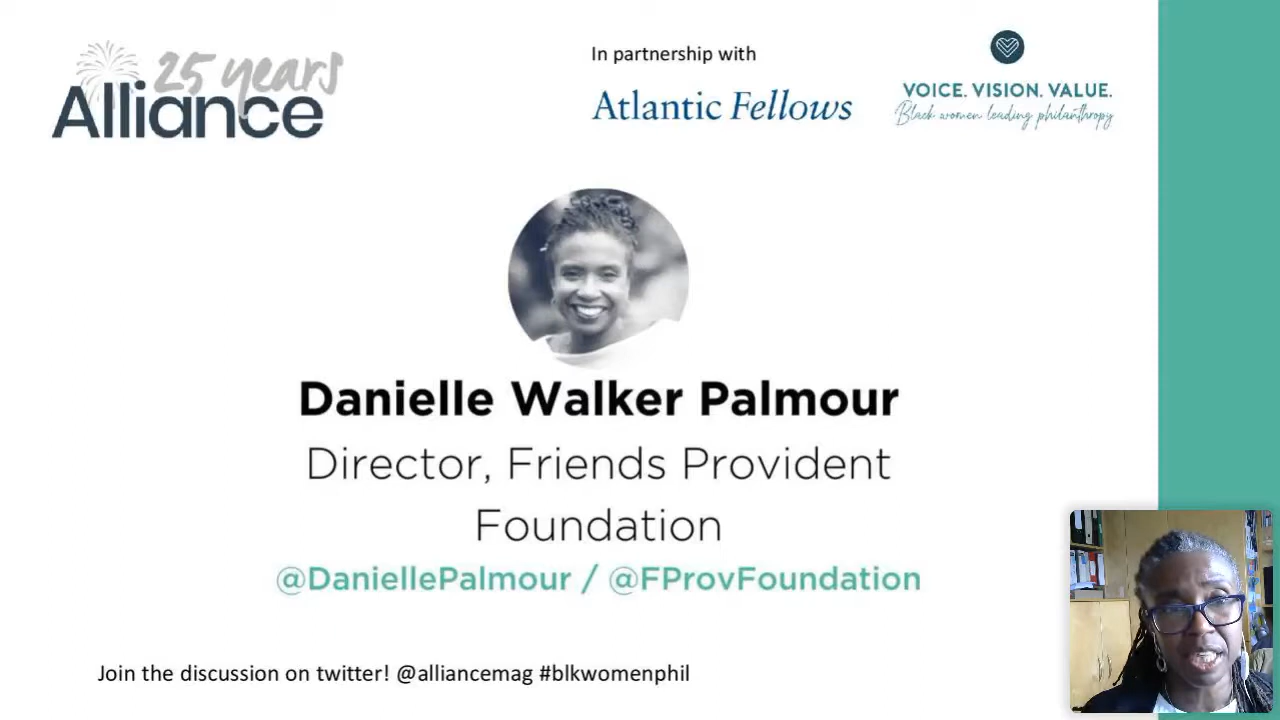 25 years
Alliance
In partnership with
Atlantic Fellows
VOICE. VISION. VALUE.
Black women leading philanthropy
Danielle Walker Palmour
Director, Friends Provident
Foundation
@DaniellePalmour / @FProvFoundation
Join the discussion on twitter! @alliancemag #blkwomenphil